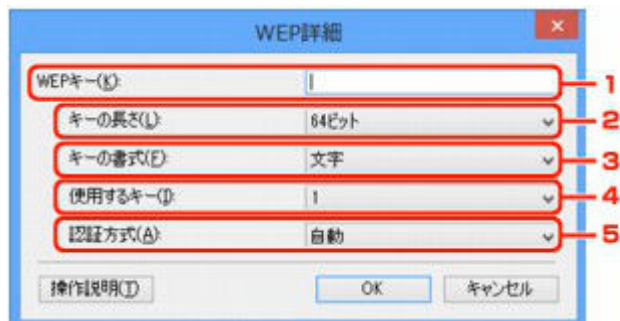 WEP詳細
WEPキー(K): 1
キーの長さ(L): 64ビット 2
キーの書式(F): 文字 3
使用するキー(I): 1 4
認証方式(A): 自動 5
操作説明(T) OK キャンセル